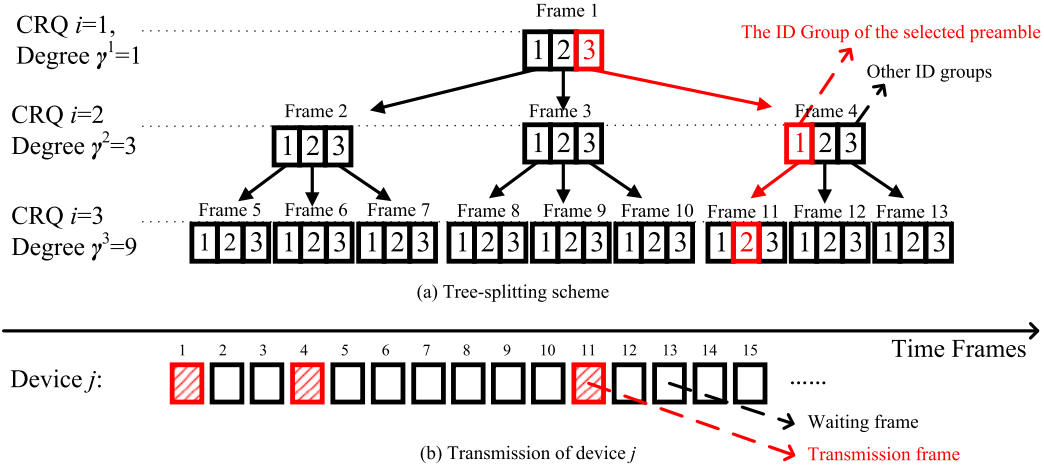 Frame 1
CRQ i=1,
Degree γ¹=1
1 2 3
The ID Group of the selected preamble
Other ID groups
CRQ i=2
Degree γ²=3
Frame 2
Frame 3
Frame 4
1 2 3
1 2 3
1 2 3
CRQ i=3
Degree γ³=9
Frame 5
Frame 6
Frame 7
Frame 8
Frame 9
Frame 10
Frame 11
Frame 12
Frame 13
1 2 3
1 2 3
1 2 3
1 2 3
1 2 3
1 2 3
1 2 3
1 2 3
1 2 3
(a) Tree-splitting scheme
Time Frames
1 2 3 4 5 6 7 8 9 10 11 12 13 14 15
Device j:
......
Waiting frame
Transmission frame
(b) Transmission of device j